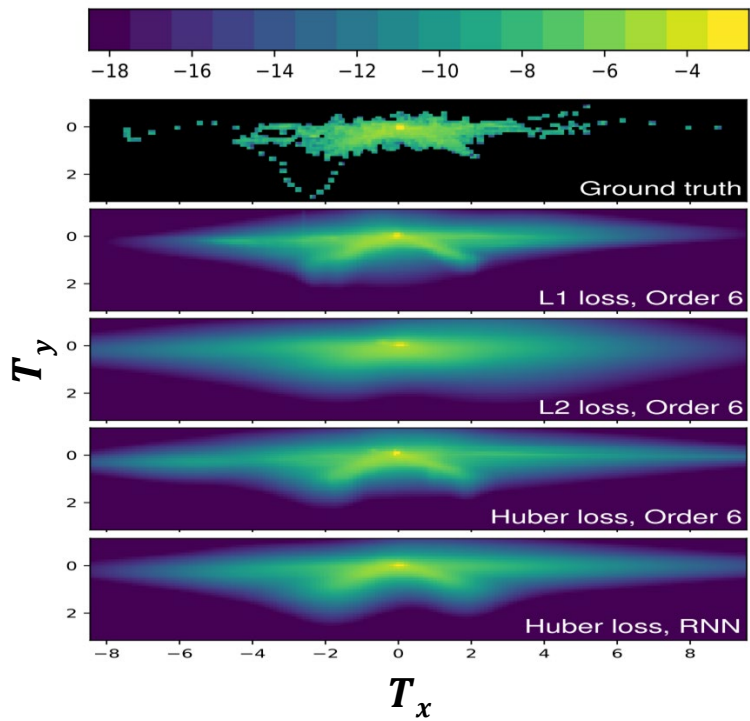 −18 −16 −14 −12 −10 −8 −6 −4
0
2
Ground truth
0
2
L1 loss, Order 6
0
2
L2 loss, Order 6
0
2
Huber loss, Order 6
0
2
Huber loss, RNN
T_y
−8 −6 −4 −2 0 2 4 6 8
T_x